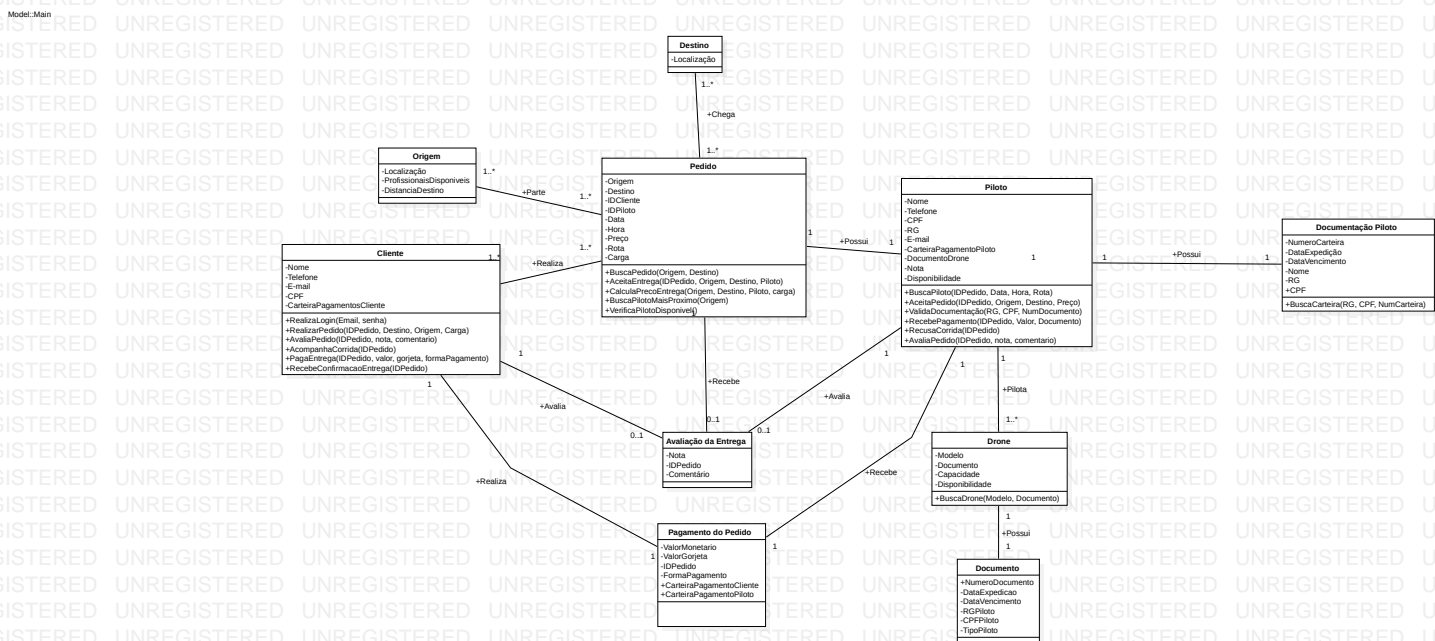 Model::Main
Destino
-Localização
1..*
+Chega
1..*
Origem
-Localização
-ProfissionaisDisponiveis
-DistanciaDestino
1..*
+Parte
1..*
Pedido
-Origem
-Destino
-IDCliente
-IDPiloto
-Data
-Hora
-Preço
-Rota
-Carga
+BuscaPedido(Origem, Destino)
+AceitaEntrega(IDPedido, Origem, Destino, Piloto)
+CalculaPrecoEntrega(Origem, Destino, Piloto, carga)
+BuscaPilotoMaisProximo(Origem)
+VerificaPilotoDisponivel()
1
+Possui
1
Piloto
-Nome
-Telefone
-CPF
-RG
-E-mail
-CarteiraPagamentoPiloto
-DocumentoDrone
-Nota
-Disponibilidade
+BuscaPiloto(IDPedido, Data, Hora, Rota)
+AceitaPedido(IDPedido, Origem, Destino, Preço)
+ValidaDocumentação(RG, CPF, NumDocumento)
+RecebePagamento(IDPedido, Valor, Documento)
+RecusaCorrida(IDPedido)
+AvaliaPedido(IDPedido, nota, comentario)
1
1
+Possui
1
Documentação Piloto
-NumeroCarteira
-DataExpedição
-DataVencimento
-Nome
-RG
+CPF
+BuscaCarteira(RG, CPF, NumCarteira)
Cliente
-Nome
-Telefone
-E-mail
-CPF
-CarteiraPagamentosCliente
+RealizaLogin(Email, senha)
+RealizarPedido(IDPedido, Destino, Origem, Carga)
+AvaliaPedido(IDPedido, nota, comentario)
+AcompanhaCorrida(IDPedido)
+PagaEntrega(IDPedido, valor, gorjeta, formaPagamento)
+RecebeConfirmacaoEntrega(IDPedido)
1..*
+Realiza
1..*
1
+Avalia
0..1
1
+Recebe
0..1
1
+Avalia
0..1
Avaliação da Entrega
-Nota
-IDPedido
-Comentário
1
+Realiza
1
1
+Recebe
1
Pagamento do Pedido
-ValorMonetario
-ValorGorjeta
-IDPedido
-FormaPagamento
+CarteiraPagamentoCliente
+CarteiraPagamentoPiloto
1
+Pilota
1..*
Drone
-Modelo
-Documento
-Capacidade
-Disponibilidade
+BuscaDrone(Modelo, Documento)
1
+Possui
1
Documento
+NumeroDocumento
-DataExpedicao
-DataVencimento
-RGPiloto
-CPFPiloto
-TipoPiloto
UNREGISTERED